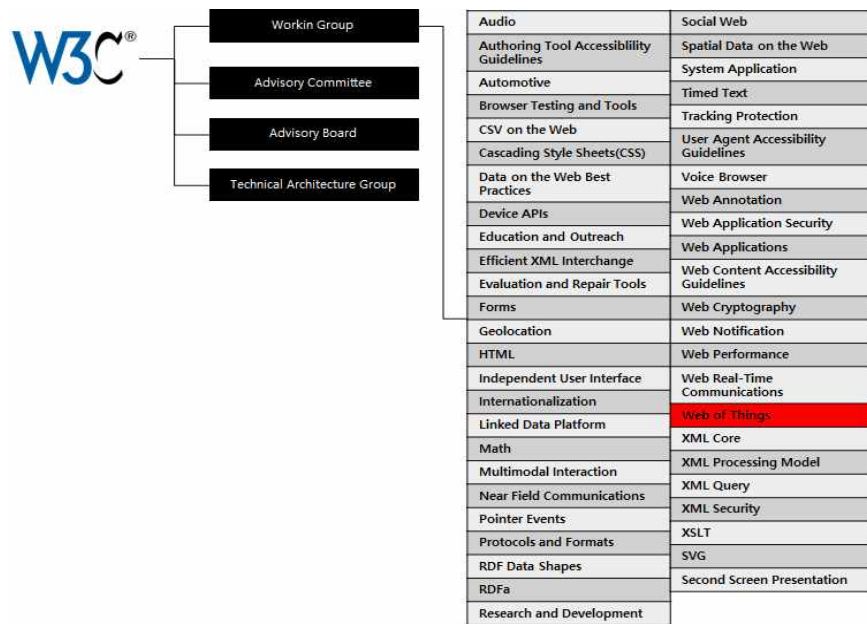 W3C®
Workin Group
Advisory Committee
Advisory Board
Technical Architecture Group
Audio
Authoring Tool Accessiblility
Guidelines
Automotive
Browser Testing and Tools
CSV on the Web
Cascading Style Sheets(CSS)
Data on the Web Best
Practices
Device APIs
Education and Outreach
Efficient XML Interchange
Evaluation and Repair Tools
Forms
Geolocation
HTML
Independent User Interface
Internationalization
Linked Data Platform
Math
Multimodal Interaction
Near Field Communications
Pointer Events
Protocols and Formats
RDF Data Shapes
RDFa
Research and Development
Social Web
Spatial Data on the Web
System Application
Timed Text
Tracking Protection
User Agent Accessibility
Guidelines
Voice Browser
Web Annotation
Web Application Security
Web Applications
Web Content Accessibility
Guidelines
Web Cryptography
Web Notification
Web Performance
Web Real-Time
Communications
Web of Things
XML Core
XML Processing Model
XML Query
XML Security
XSLT
SVG
Second Screen Presentation